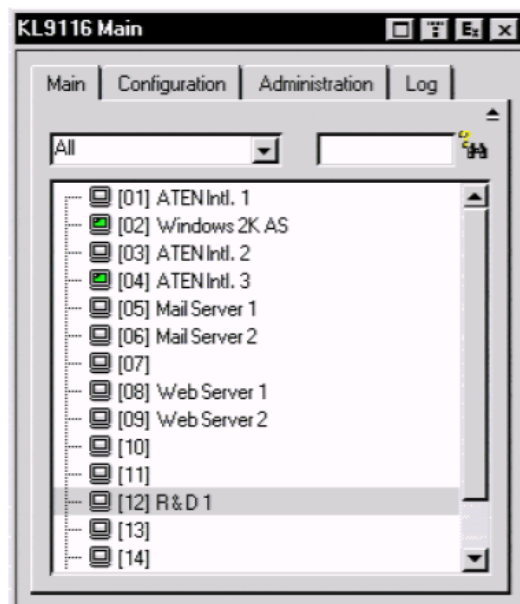 KL9116 Main
Main Configuration Administration Log
All
[01] ATEN Intl. 1
[02] Windows 2K AS
[03] ATEN Intl. 2
[04] ATEN Intl. 3
[05] Mail Server 1
[06] Mail Server 2
[07]
[08] Web Server 1
[09] Web Server 2
[10]
[11]
[12] R&D 1
[13]
[14]